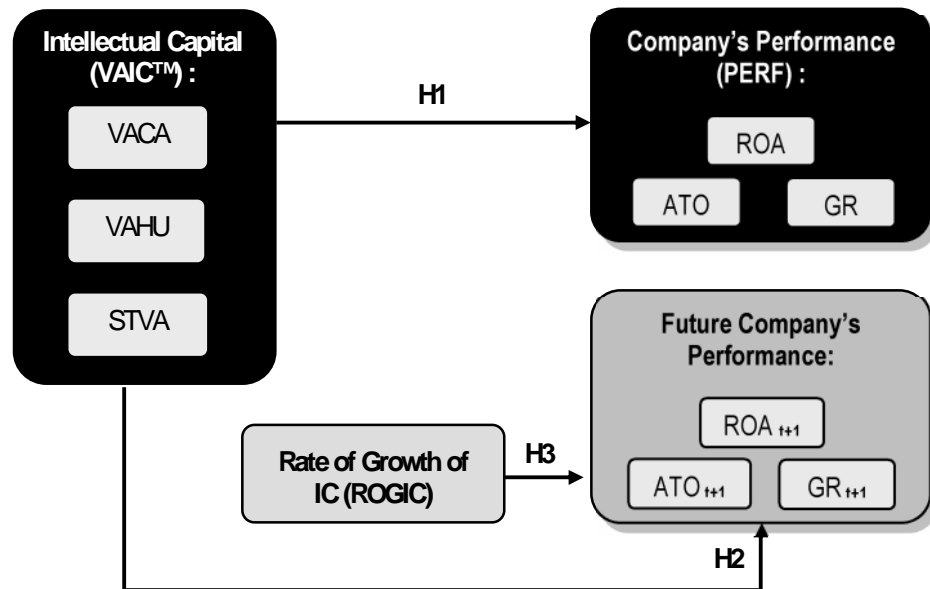 Intellectual Capital
(VAIC™) :
VACA
VAHU
STVA
H1
Company's Performance
(PERF) :
ROA
ATO
GR
Future Company's
Performance:
ROA t+1
ATO t+1
GR t+1
Rate of Growth of
IC (ROGIC)
H3
H2